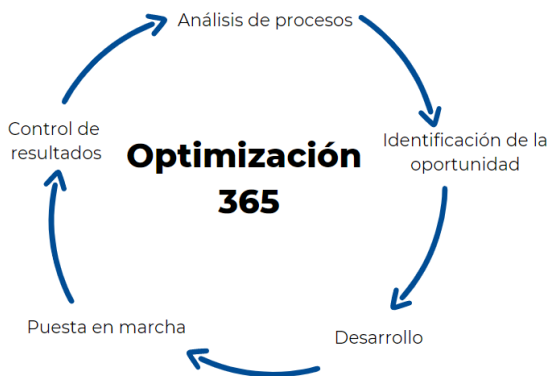 Análisis de procesos
Identificación de la
oportunidad
Desarrollo
Puesta en marcha
Control de
resultados
Optimización
365